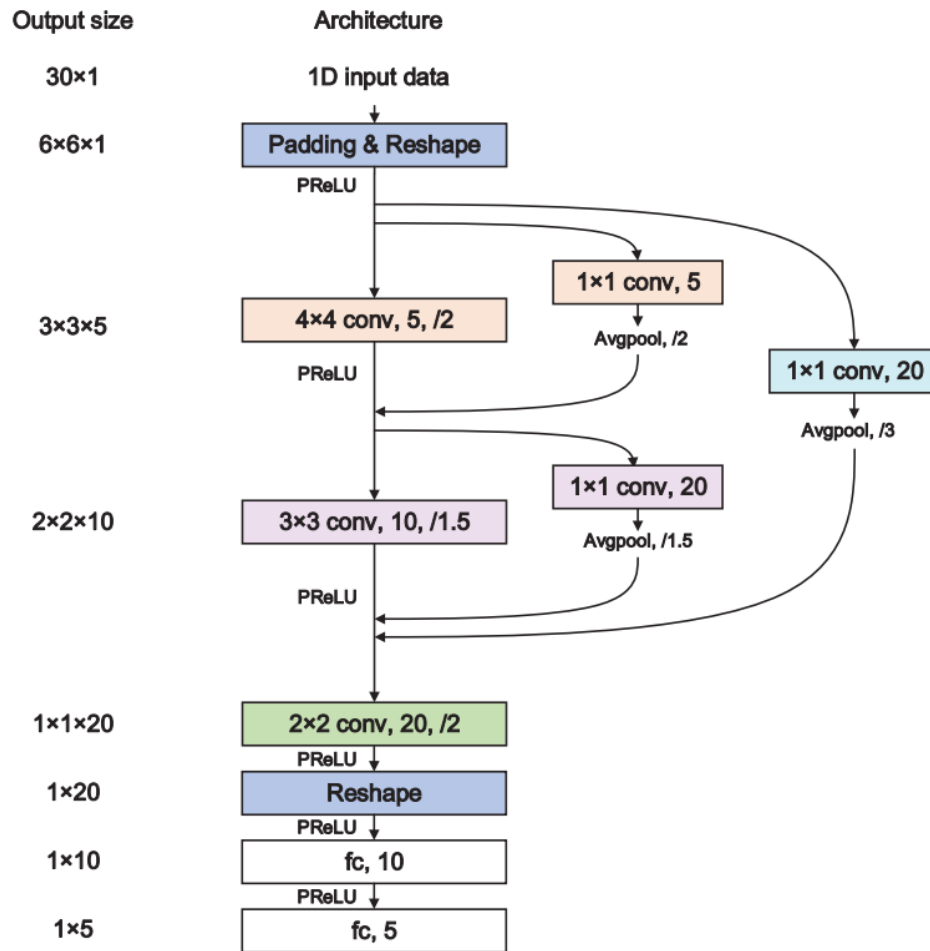 Output size Architecture
30×1 1D input data
6×6×1 Padding & Reshape
PReLU
1×1 conv, 5
3×3×5 4×4 conv, 5, /2
Avgpool, /2
PReLU
1×1 conv, 20
Avgpool, /3
1×1 conv, 20
2×2×10 3×3 conv, 10, /1.5
Avgpool, /1.5
PReLU
1×1×20 2×2 conv, 20, /2
PReLU
1×20 Reshape
PReLU
1×10 fc, 10
PReLU
1×5 fc, 5